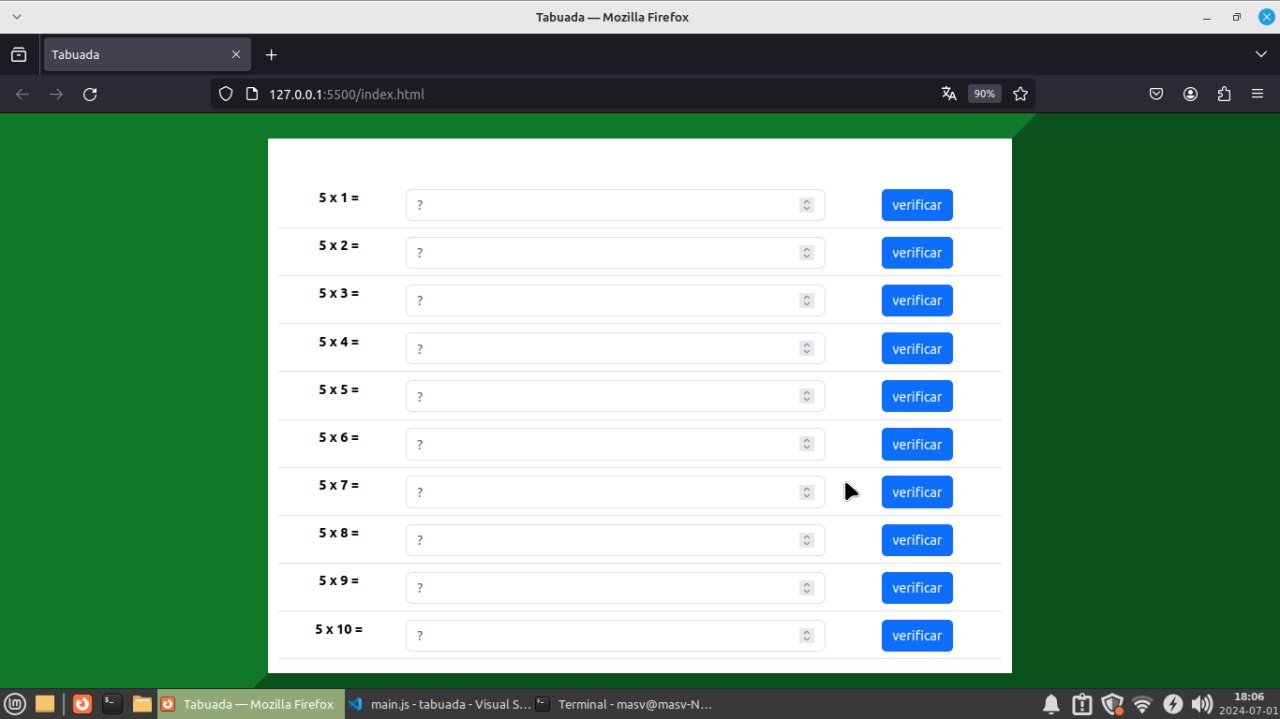 Tabuada — Mozilla Firefox
Tabuada
127.0.0.1:5500/index.html 90%
5 x 1 = ? verificar
5 x 2 = ? verificar
5 x 3 = ? verificar
5 x 4 = ? verificar
5 x 5 = ? verificar
5 x 6 = ? verificar
5 x 7 = ? verificar
5 x 8 = ? verificar
5 x 9 = ? verificar
5 x 10 = ? verificar
Tabuada — Mozilla Firefox main.js - tabuada - Visual S... Terminal - masv@masv-N... 18:06
2024-07-01